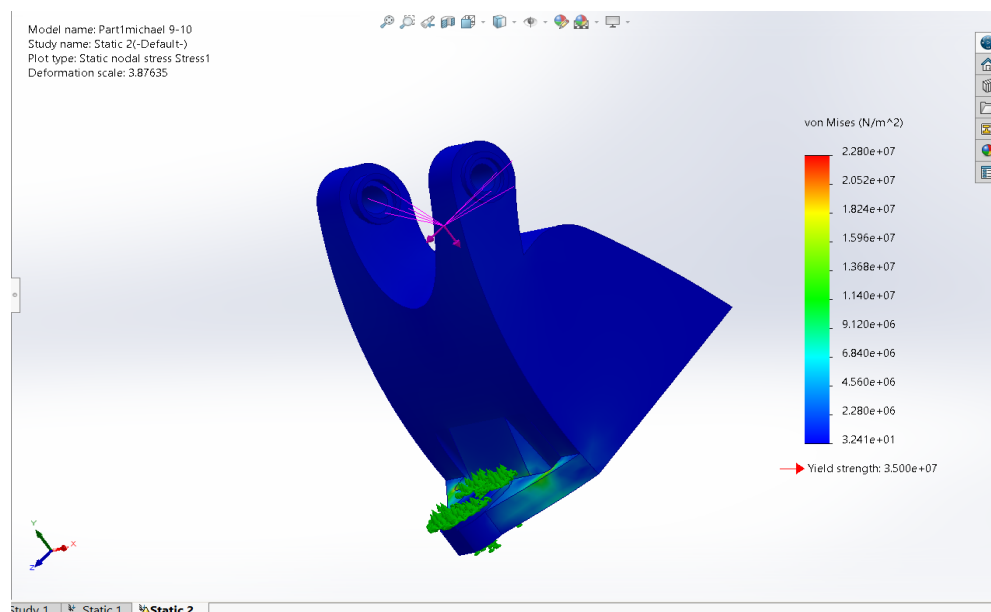 Model name: Part1michael 9-10
Study name: Static 2(-Default-)
Plot type: Static nodal stress Stress1
Deformation scale: 3.87635
von Mises (N/m^2)
2.280e+07
2.052e+07
1.824e+07
1.596e+07
1.368e+07
1.140e+07
9.120e+06
6.840e+06
4.560e+06
2.280e+06
3.241e+01
Yield strength: 3.500e+07
Y
X
Z
Study 1
Static 1
Static 2